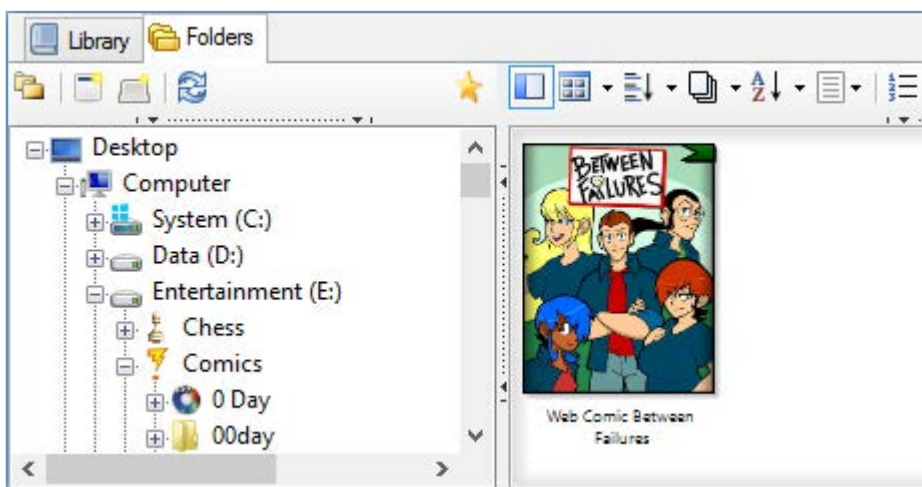 Library
Folders
Desktop
Computer
System (C:)
Data (D:)
Entertainment (E:)
Chess
Comics
0 Day
00day
BETWEEN
FAILURES
Web Comic Between
Failures